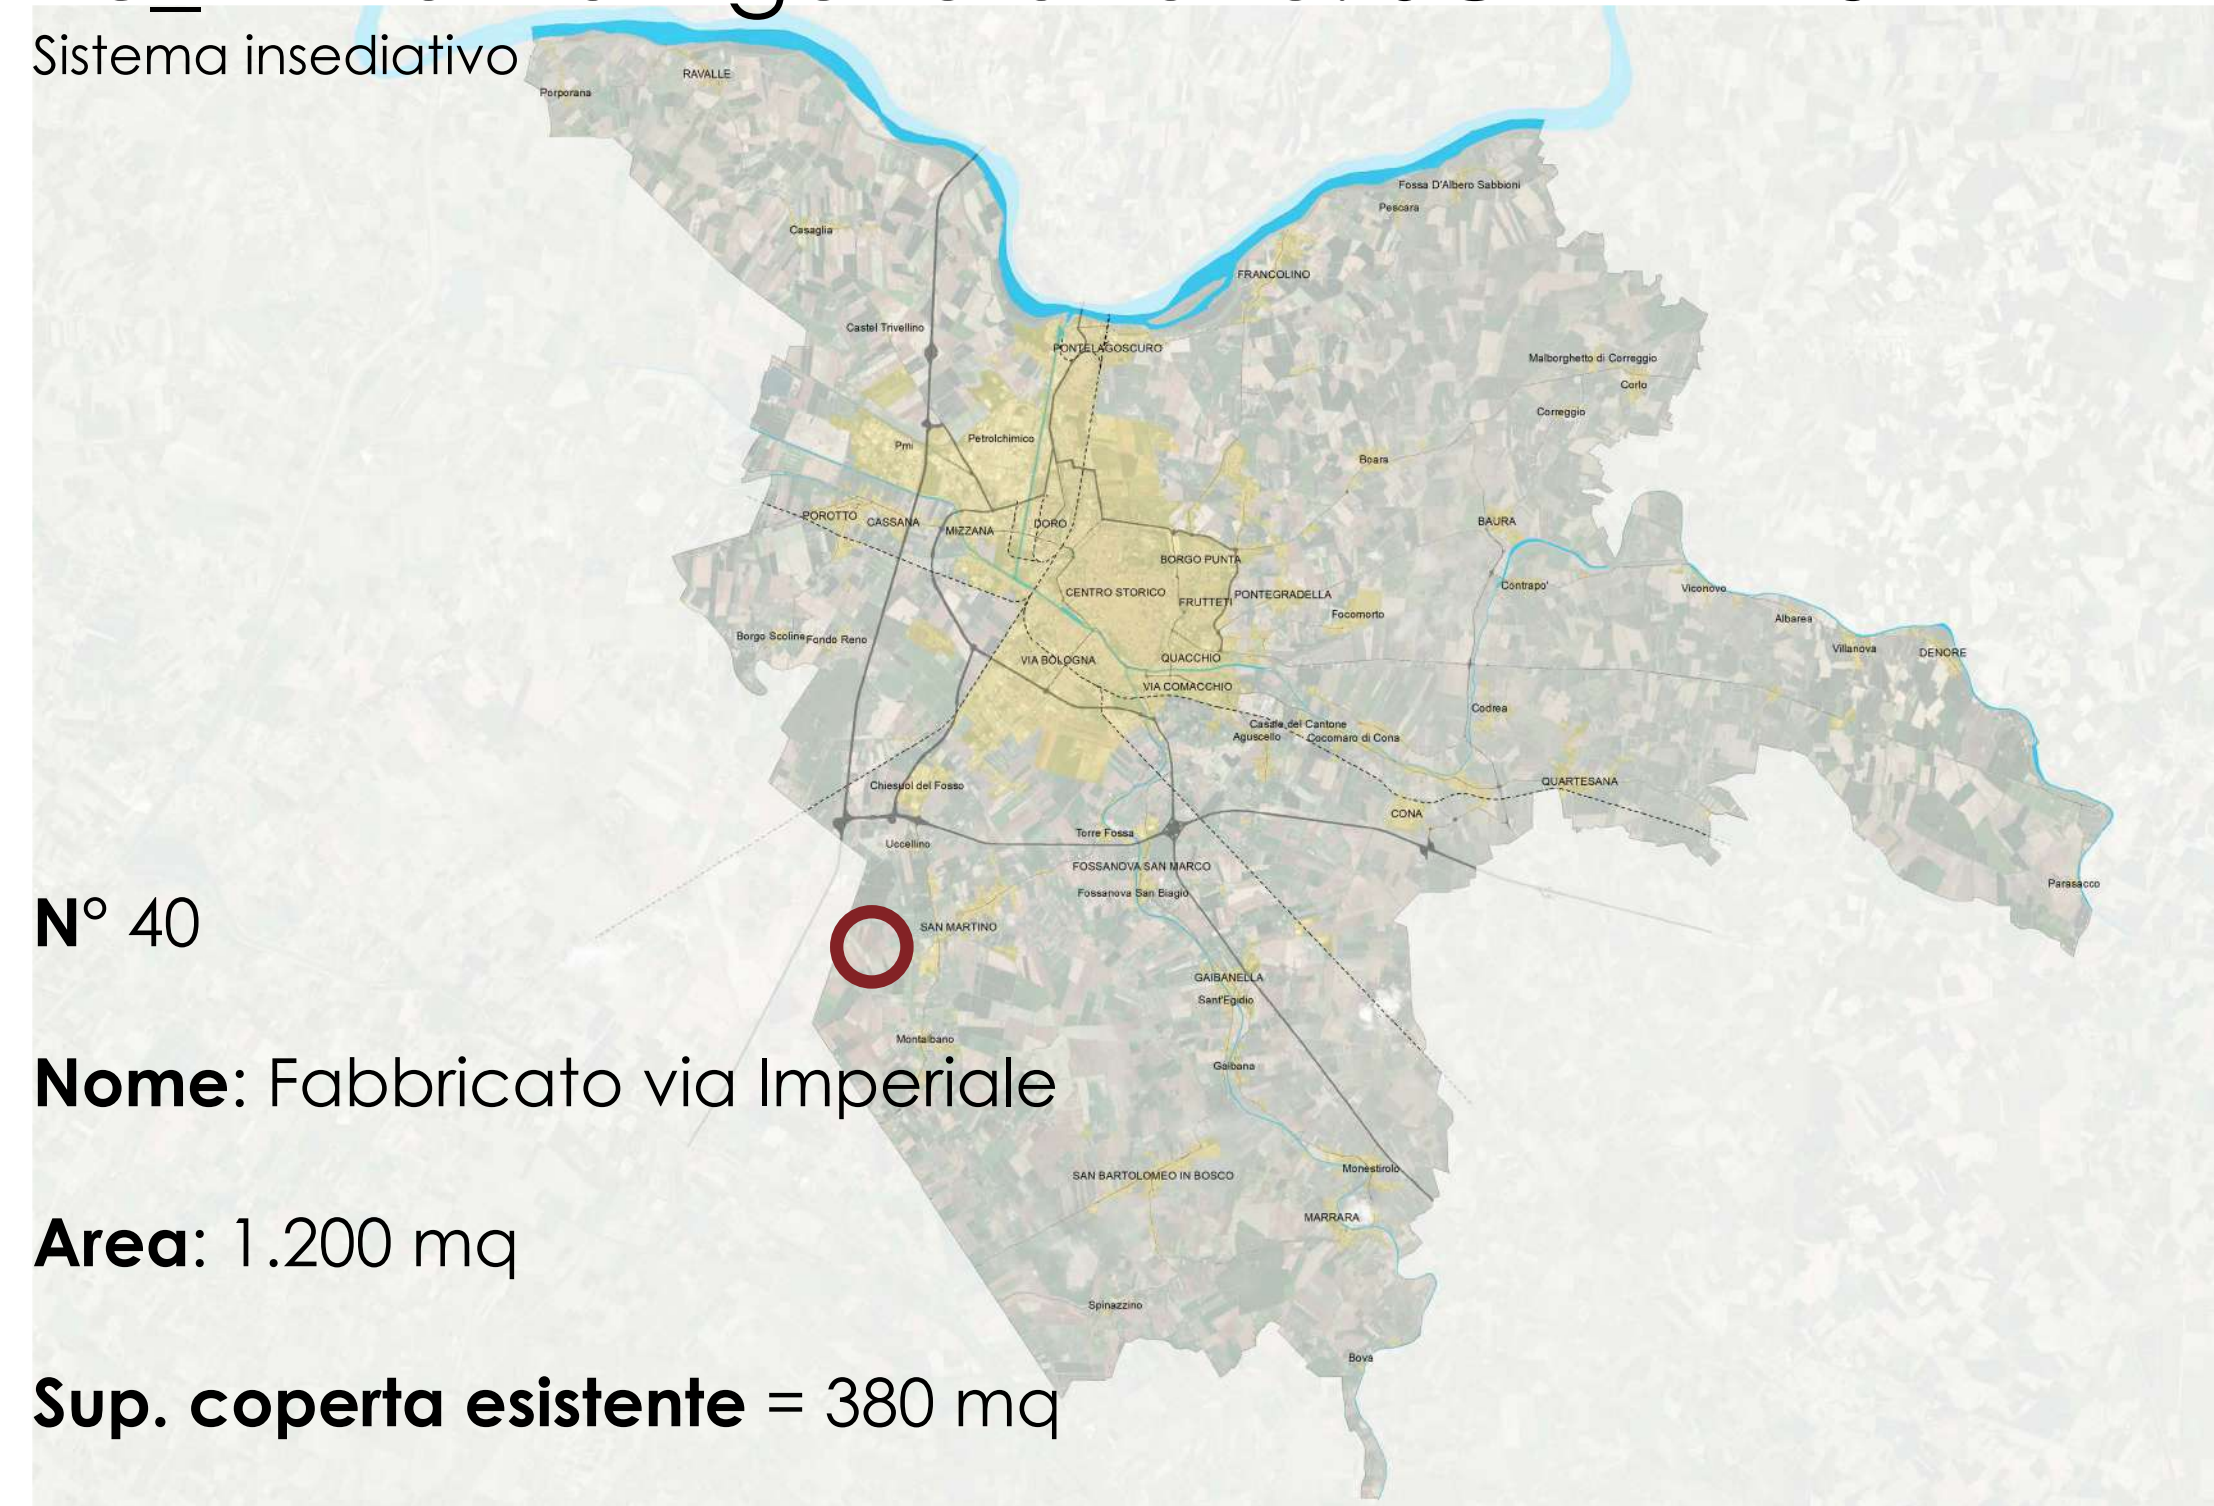 Sistema insediativo
RAVALLE
Porporana
Fossa D'Albero Sabbioni
Pescara
Casaglia
FRANCOLINO
Castel Trivellino
PONTELAGOSCURO
Malborghetto di Correggio
Corlo
Correggio
Petrolchimico
Pmi
Boara
POROTTO
CASSANA
MIZZANA
DORO
BAURA
BORGO PUNTA
CENTRO STORICO
FRUTTETI
PONTEGRADELLA
Contrapo'
Viconovo
Focomorto
Albarea
Borgo Scoline
Fondo Reno
Villanova
DENORE
VIA BOLOGNA
QUACCHIO
VIA COMACCHIO
Codrea
Casale del Cantone
Aguscello
Cocomaro di Cona
Chiesuol del Fosso
QUARTESANA
CONA
Torre Fossa
Uccellino
FOSSANOVA SAN MARCO
Fossanova San Biagio
Parasacco
N° 40
SAN MARTINO
GAIBANELLA
Sant'Egidio
Montalbano
Gaibana
Nome: Fabbricato via Imperiale
SAN BARTOLOMEO IN BOSCO
Monestirolo
MARRARA
Area: 1.200 mq
Spinazzino
Bova
Sup. coperta esistente = 380 mq